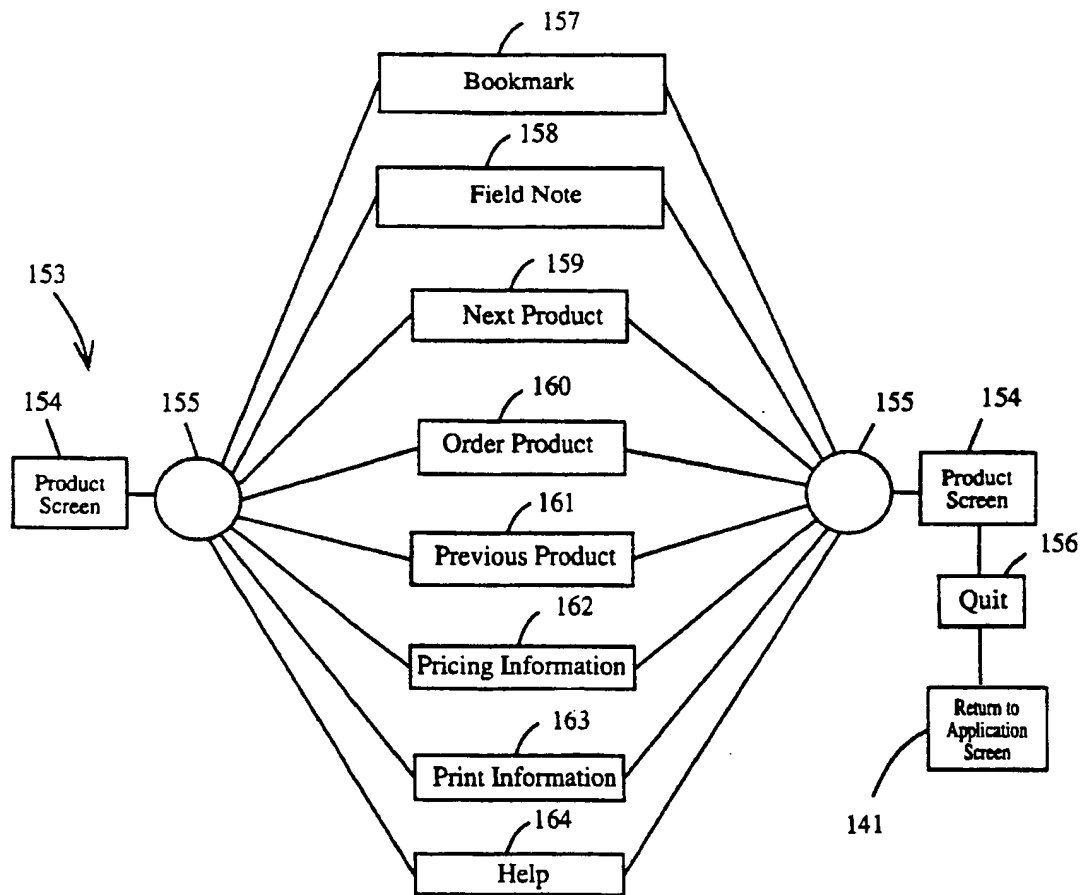 157
Bookmark
158
Field Note
159
Next Product
153
160
Order Product
154
155
155
154
Product
Screen
Product
Screen
161
Previous Product
156
Quit
162
Pricing Information
163
Print Information
Return to
Application
Screen
141
164
Help